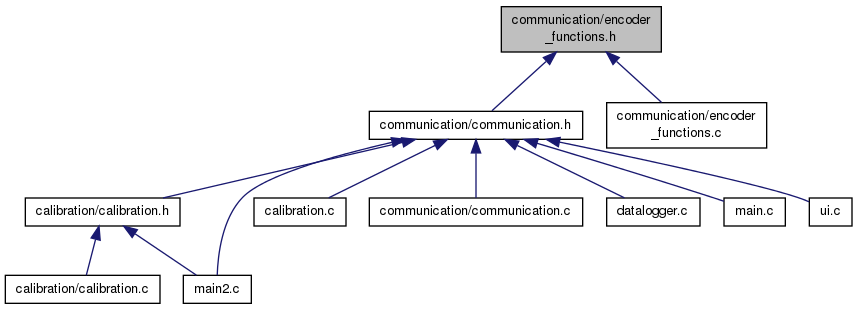 communication/encoder
_functions.h
communication/communication.h
communication/encoder
_functions.c
calibration/calibration.h
calibration.c
communication/communication.c
datalogger.c
main.c
ui.c
calibration/calibration.c
main2.c